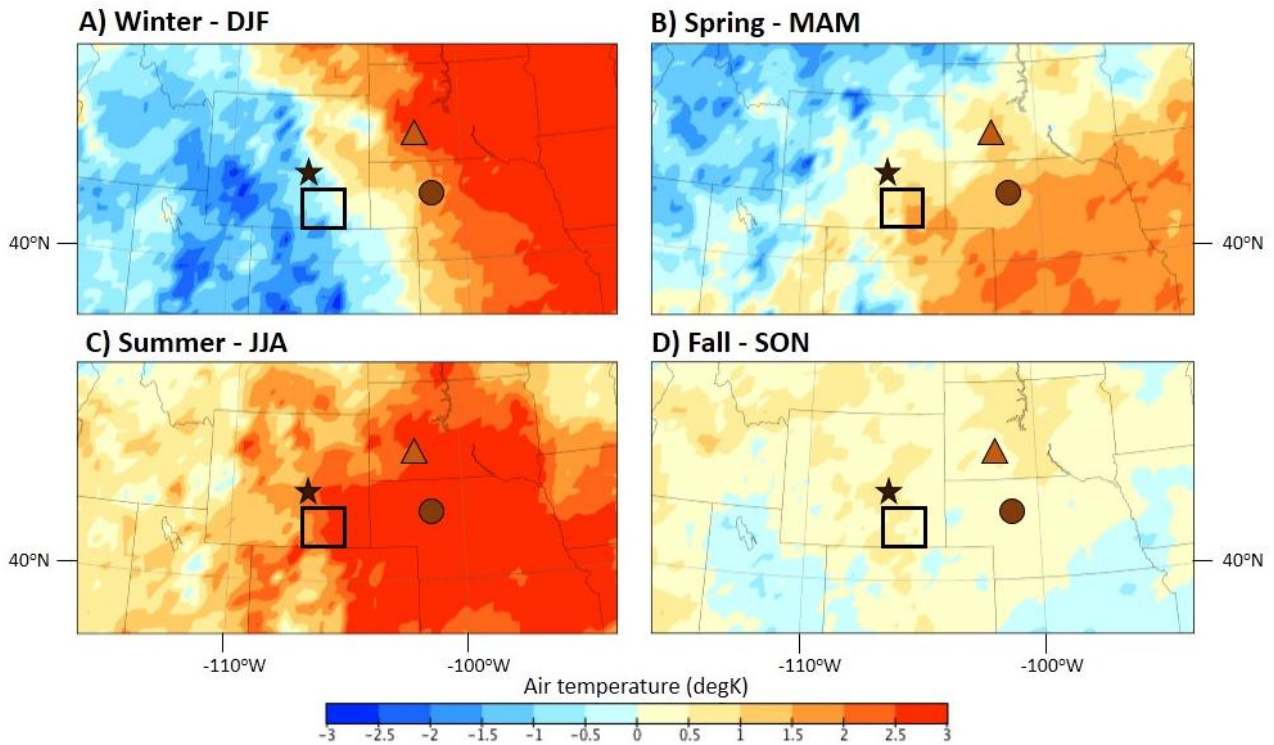 A) Winter - DJF
B) Spring - MAM
40°N
40°N
C) Summer - JJA
D) Fall - SON
40°N
40°N
-110°W
-100°W
-110°W
-100°W
Air temperature (degK)
-3 -2.5 -2 -1.5 -1 -0.5 0 0.5 1 1.5 2 2.5 3